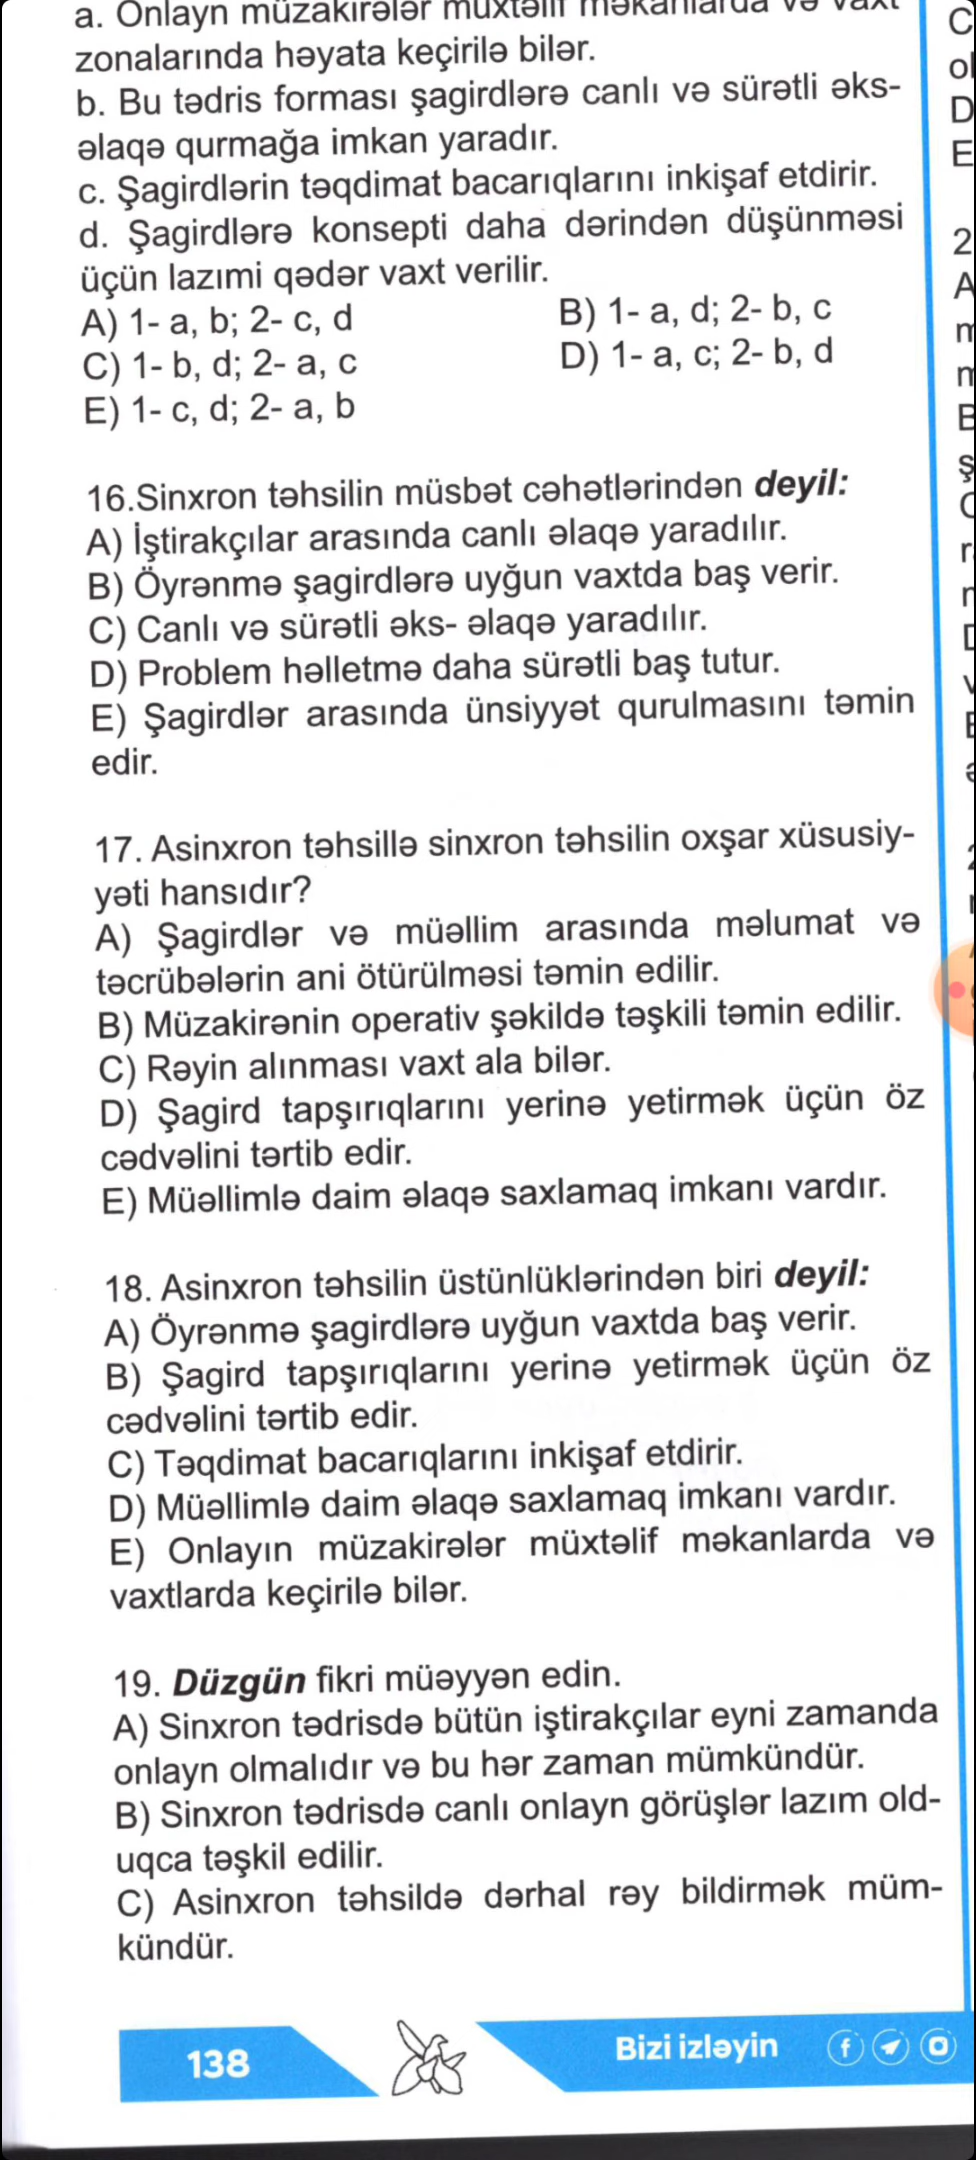 a. Onlayn müzakirələr müxtəlif məkanlarda və vaxt
zonalarında həyata keçirilə bilər.
b. Bu tədris forması şagirdlərə canlı və sürətli əks-
əlaqə qurmağa imkan yaradır.
c. Şagirdlərin təqdimat bacarıqlarını inkişaf etdirir.
d. Şagirdlərə konsepti daha dərindən düşünməsi
üçün lazımi qədər vaxt verilir.
A) 1- a, b; 2- c, d
B) 1- a, d; 2- b, c
C) 1- b, d; 2- a, c
D) 1- a, c; 2- b, d
E) 1- c, d; 2- a, b
16.Sinxron təhsilin müsbət cəhətlərindən deyil:
A) İştirakçılar arasında canlı əlaqə yaradılır.
B) Öyrənmə şagirdlərə uyğun vaxtda baş verir.
C) Canlı və sürətli əks- əlaqə yaradılır.
D) Problem həlletmə daha sürətli baş tutur.
E) Şagirdlər arasında ünsiyyət qurulmasını təmin
edir.
17. Asinxron təhsillə sinxron təhsilin oxşar xüsusiy-
yəti hansıdır?
A) Şagirdlər və müəllim arasında məlumat və
təcrübələrin ani ötürülməsi təmin edilir.
B) Müzakirənin operativ şəkildə təşkili təmin edilir.
C) Rəyin alınması vaxt ala bilər.
D) Şagird tapşırıqlarını yerinə yetirmək üçün öz
cədvəlini tərtib edir.
E) Müəllimlə daim əlaqə saxlamaq imkanı vardır.
18. Asinxron təhsilin üstünlüklərindən biri deyil:
A) Öyrənmə şagirdlərə uyğun vaxtda baş verir.
B) Şagird tapşırıqlarını yerinə yetirmək üçün öz
cədvəlini tərtib edir.
C) Təqdimat bacarıqlarını inkişaf etdirir.
D) Müəllimlə daim əlaqə saxlamaq imkanı vardır.
E) Onlayın müzakirələr müxtəlif məkanlarda və
vaxtlarda keçirilə bilər.
19. Düzgün fikri müəyyən edin.
A) Sinxron tədrisdə bütün iştirakçılar eyni zamanda
onlayn olmalıdır və bu hər zaman mümkündür.
B) Sinxron tədrisdə canlı onlayn görüşlər lazım old-
uqca təşkil edilir.
C) Asinxron təhsildə dərhal rəy bildirmək müm-
kündür.
138
Bizi izləyin